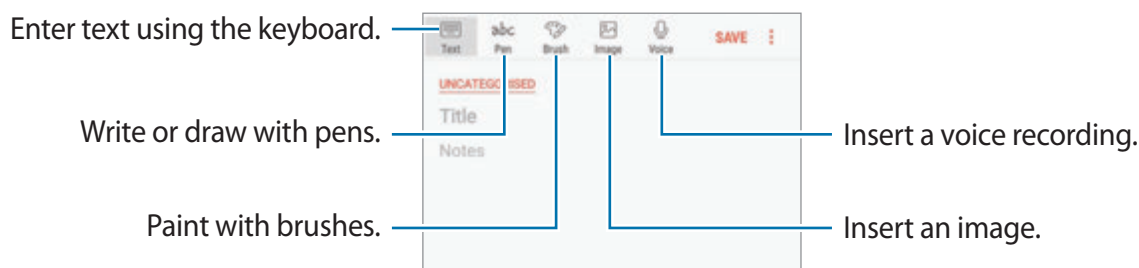 Enter text using the keyboard.
Text Pen Brush Image Voice SAVE
abc
UNCATEGORISED
Title
Write or draw with pens.
Insert a voice recording.
Notes
Paint with brushes.
Insert an image.